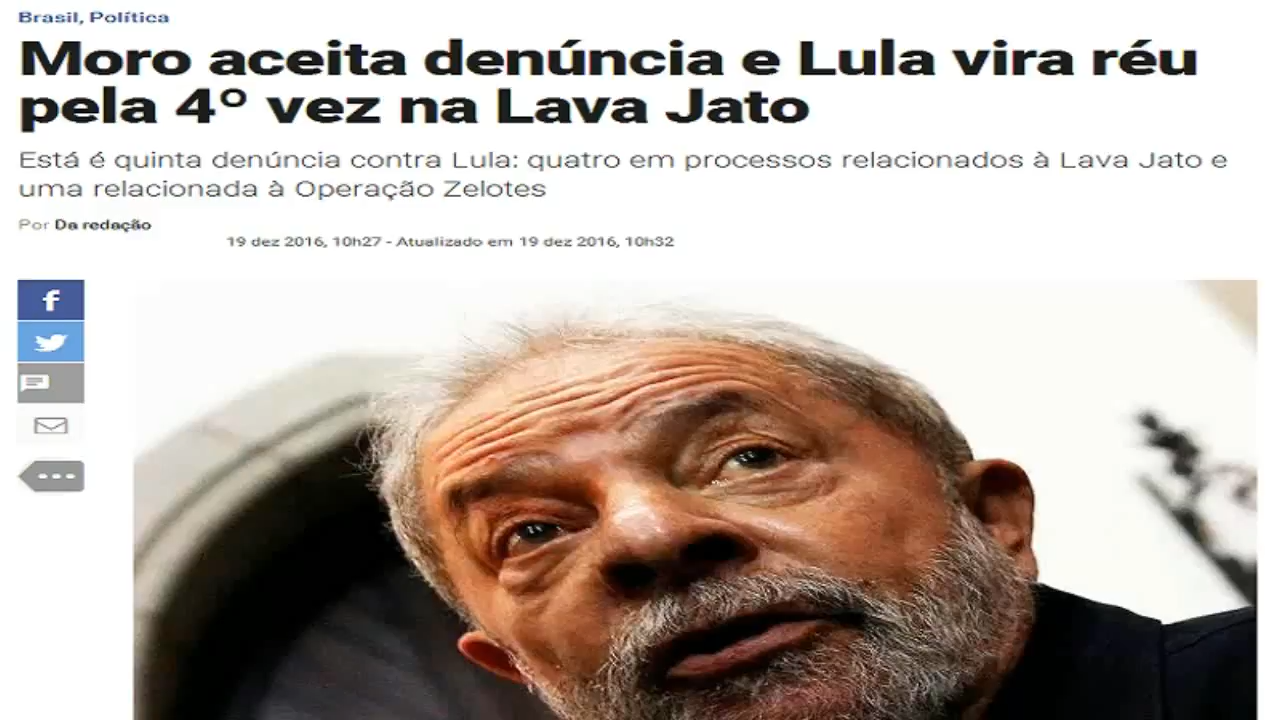 Brasil, Política
Moro aceita denúncia e Lula vira réu
pela 4º vez na Lava Jato
Está é quinta denúncia contra Lula: quatro em processos relacionados à Lava Jato e
uma relacionada à Operação Zelotes
Por Da redação
19 dez 2016, 10h27 - Atualizado em 19 dez 2016, 10h32